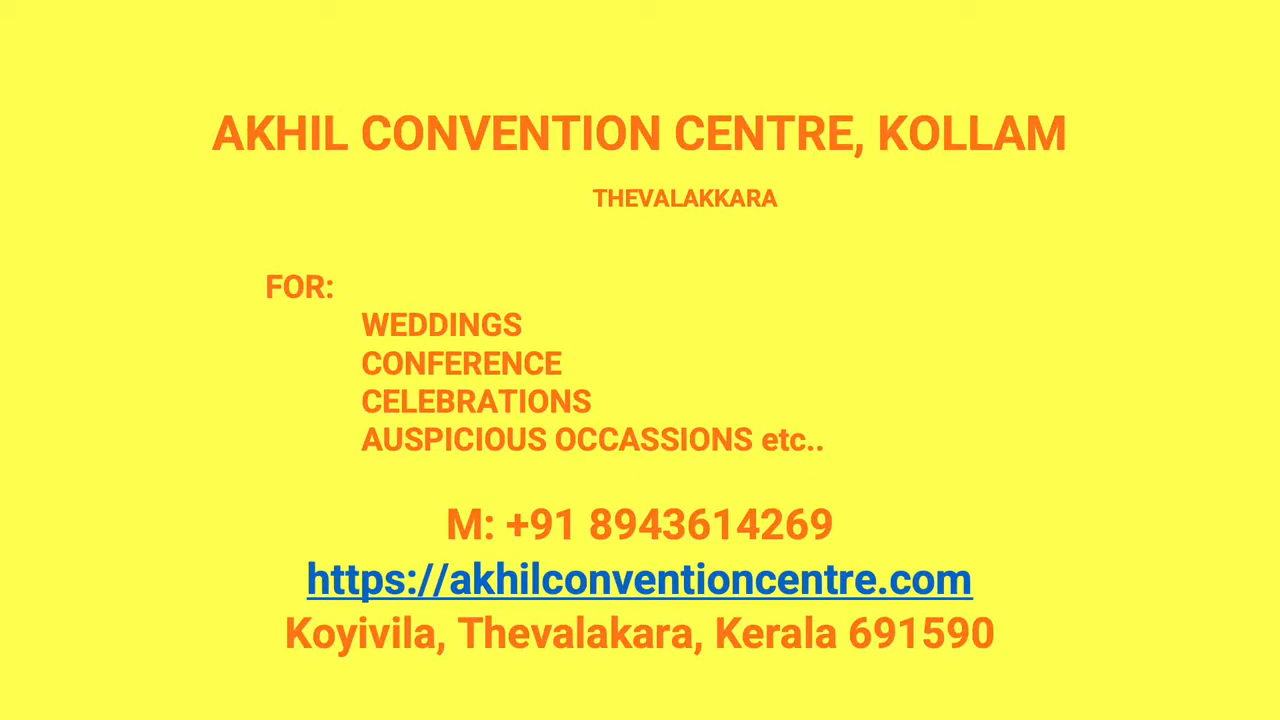 AKHIL CONVENTION CENTRE, KOLLAM
THEVALAKKARA
FOR:
WEDDINGS
CONFERENCE
CELEBRATIONS
AUSPICIOUS OCCASSIONS etc..
M: +91 8943614269
https://akhilconventioncentre.com
Koyivila, Thevalakara, Kerala 691590